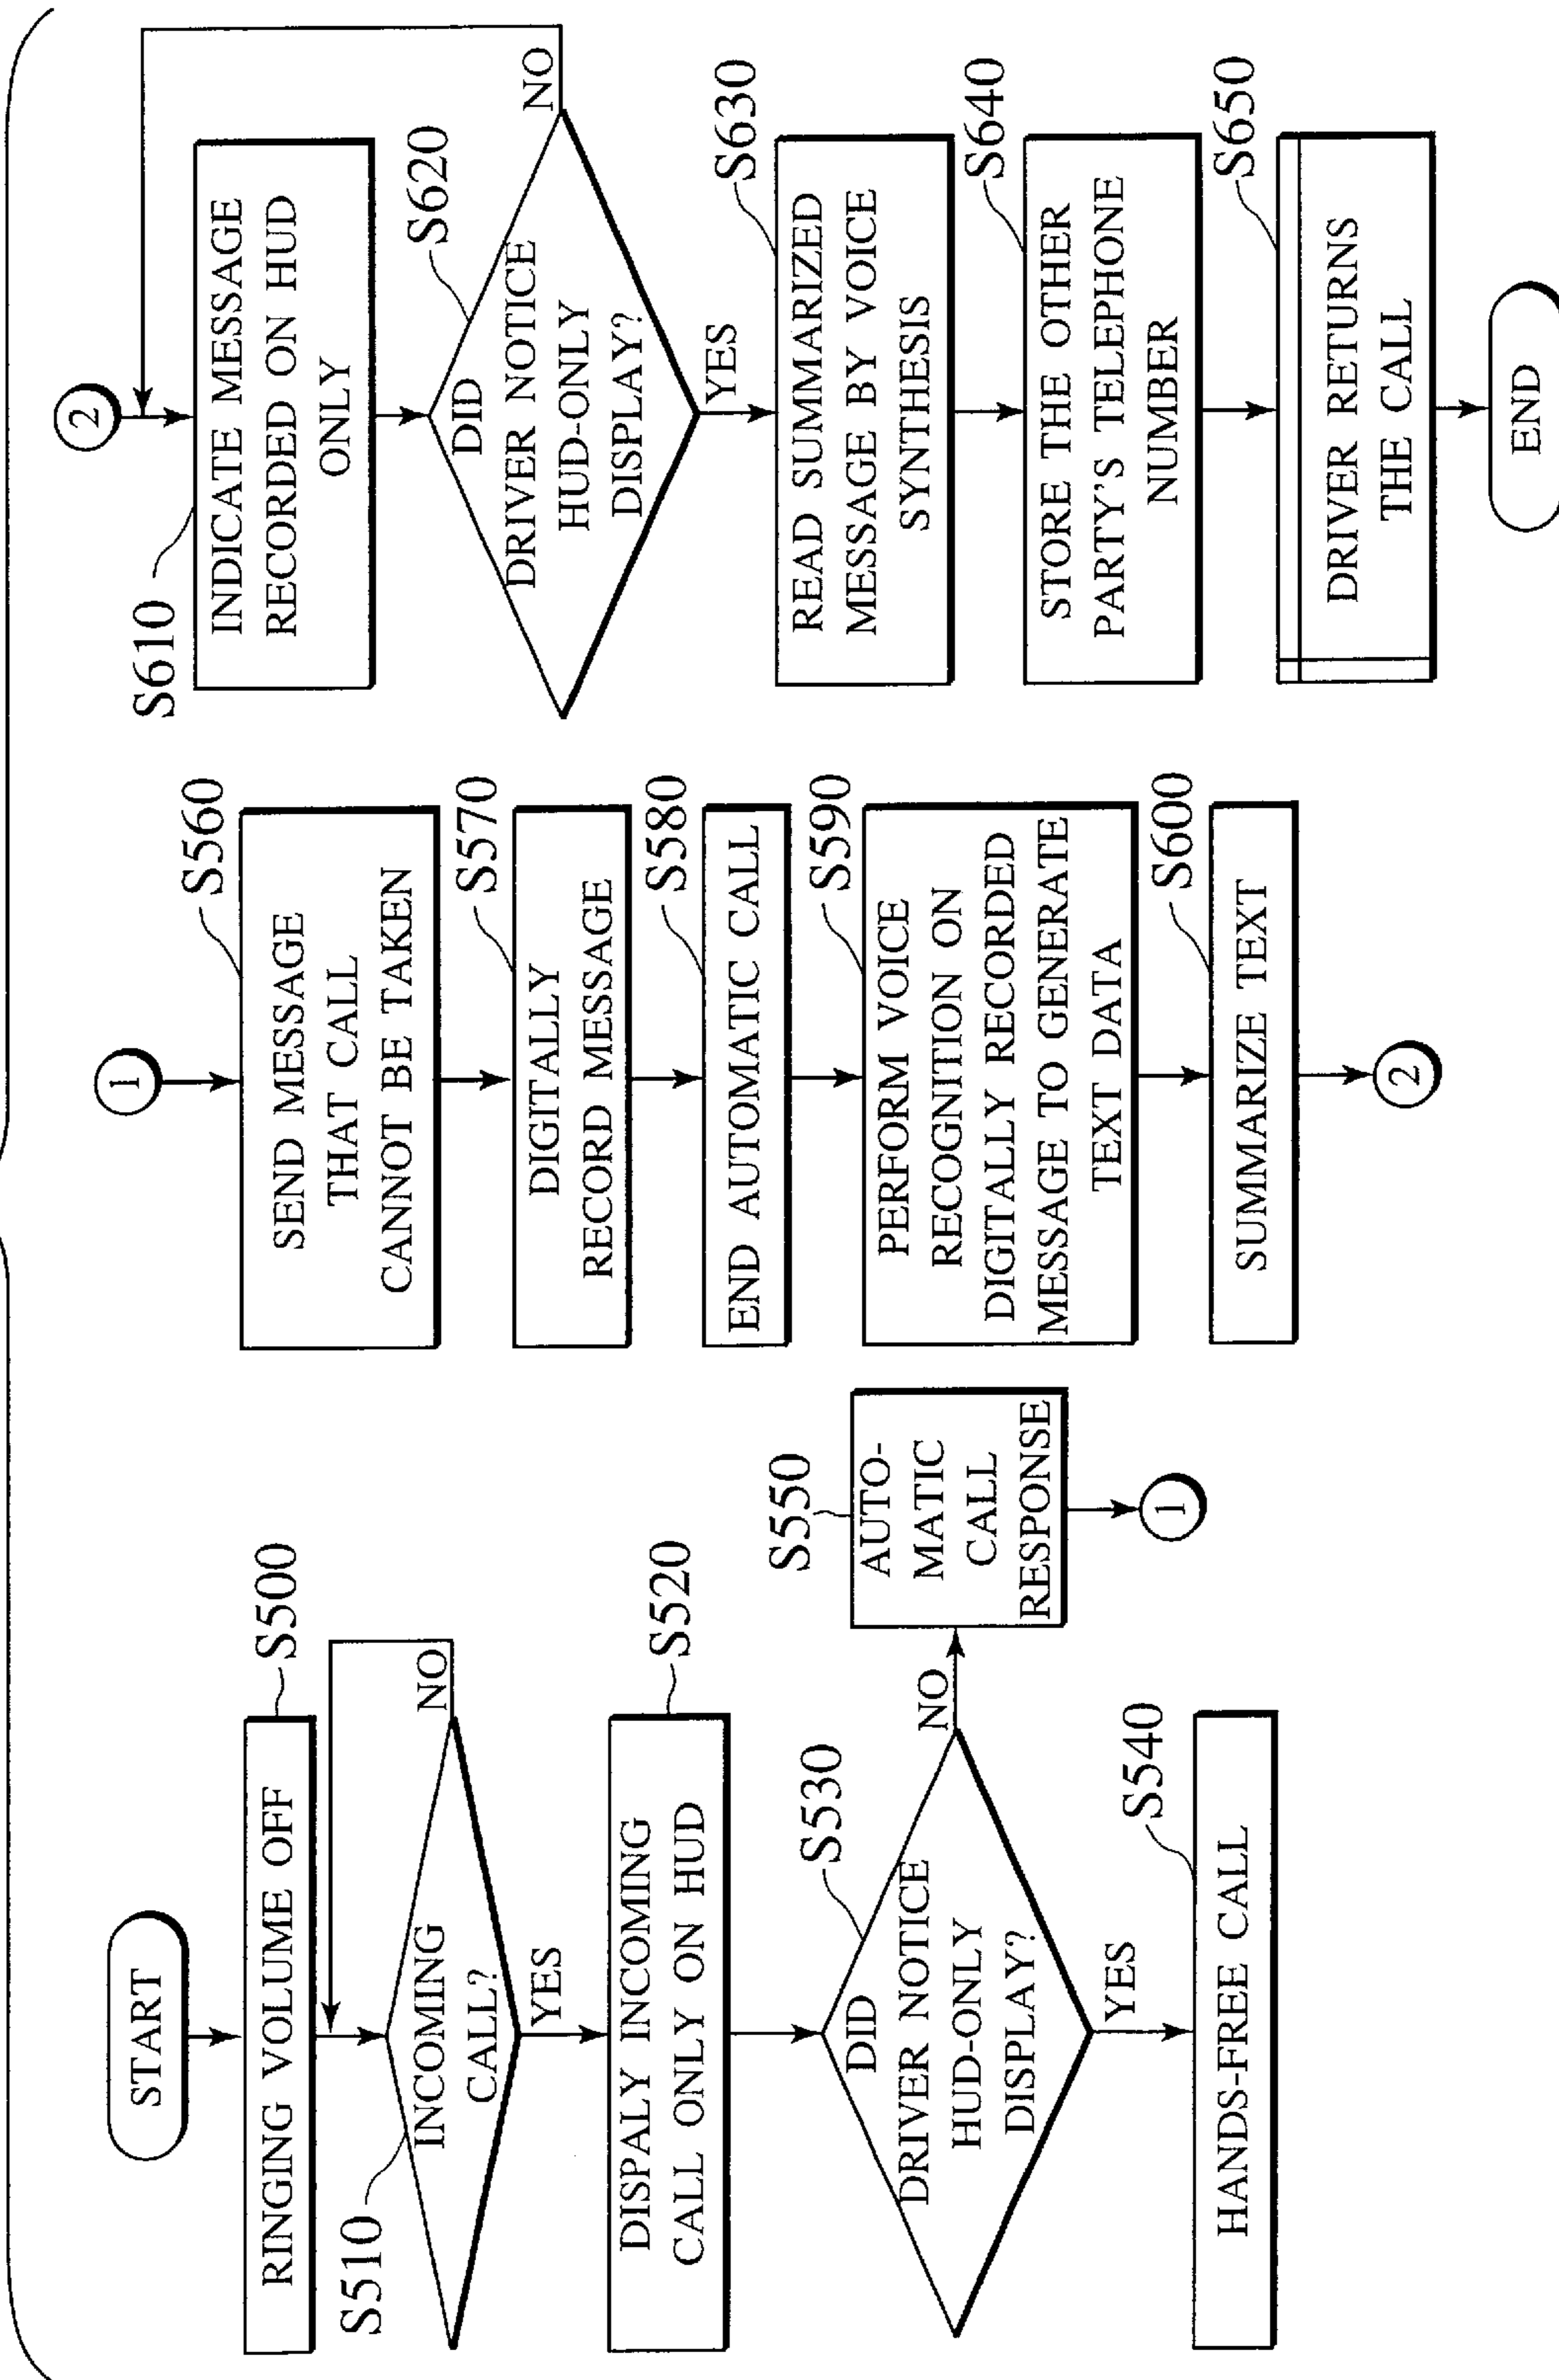 START
S500
RINGING VOLUME OFF
S510
INCOMING
CALL?
NO
YES
S520
DISPALY INCOMING
CALL ONLY ON HUD
S530
DID
DRIVER NOTICE
HUD-ONLY
DISPLAY?
NO
YES
S540
HANDS-FREE CALL
S550
AUTO-
MATIC
CALL
RESPONSE
1
1
S560
SEND MESSAGE
THAT CALL
CANNOT BE TAKEN
S570
DIGITALLY
RECORD MESSAGE
S580
END AUTOMATIC CALL
S590
PERFORM VOICE
RECOGNITION ON
DIGITALLY RECORDED
MESSAGE TO GENERATE
TEXT DATA
S600
SUMMARIZE TEXT
2
2
S610
INDICATE MESSAGE
RECORDED ON HUD
ONLY
S620
DID
DRIVER NOTICE
HUD-ONLY
DISPLAY?
NO
YES
S630
READ SUMMARIZED
MESSAGE BY VOICE
SYNTHESIS
S640
STORE THE OTHER
PARTY'S TELEPHONE
NUMBER
S650
DRIVER RETURNS
THE CALL
END